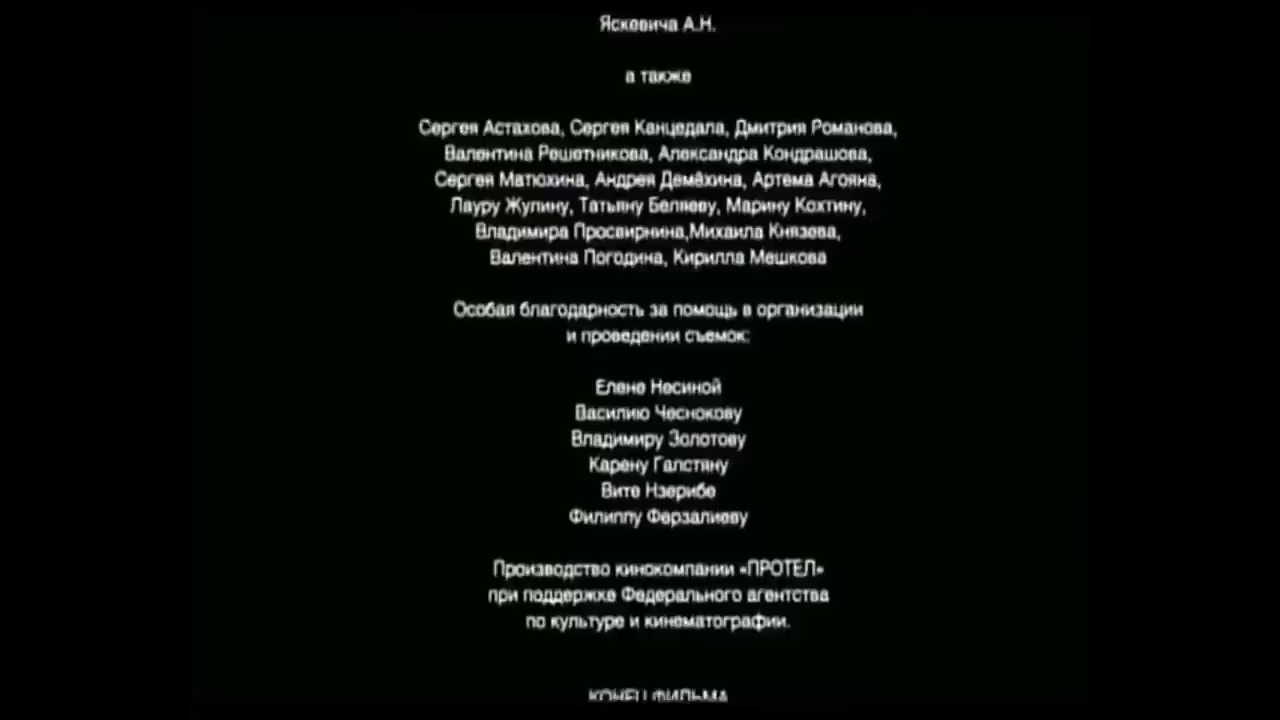 Яскевича А.Н.
а также
Сергея Астахова, Сергея Канцедала, Дмитрия Романова,
Валентина Решетникова, Александра Кондрашова,
Сергея Матюхина, Андрея Демёхина, Артема Агояна,
Лауру Жулину, Татьяну Беляеву, Марину Кохтину,
Владимира Просвирнина,Михаила Князева,
Валентина Погодина, Кирилла Мешкова
Особая благодарность за помощь в организации
и проведении съемок:
Елене Несиной
Василию Чеснокову
Владимиру Золотову
Карену Галстяну
Вите Нзерибе
Филиппу Ферзалиеву
Производство кинокомпании «ПРОТЕЛ»
при поддержке Федерального агентства
по культуре и кинематографии.
КОНЕЦ ФИЛЬМА